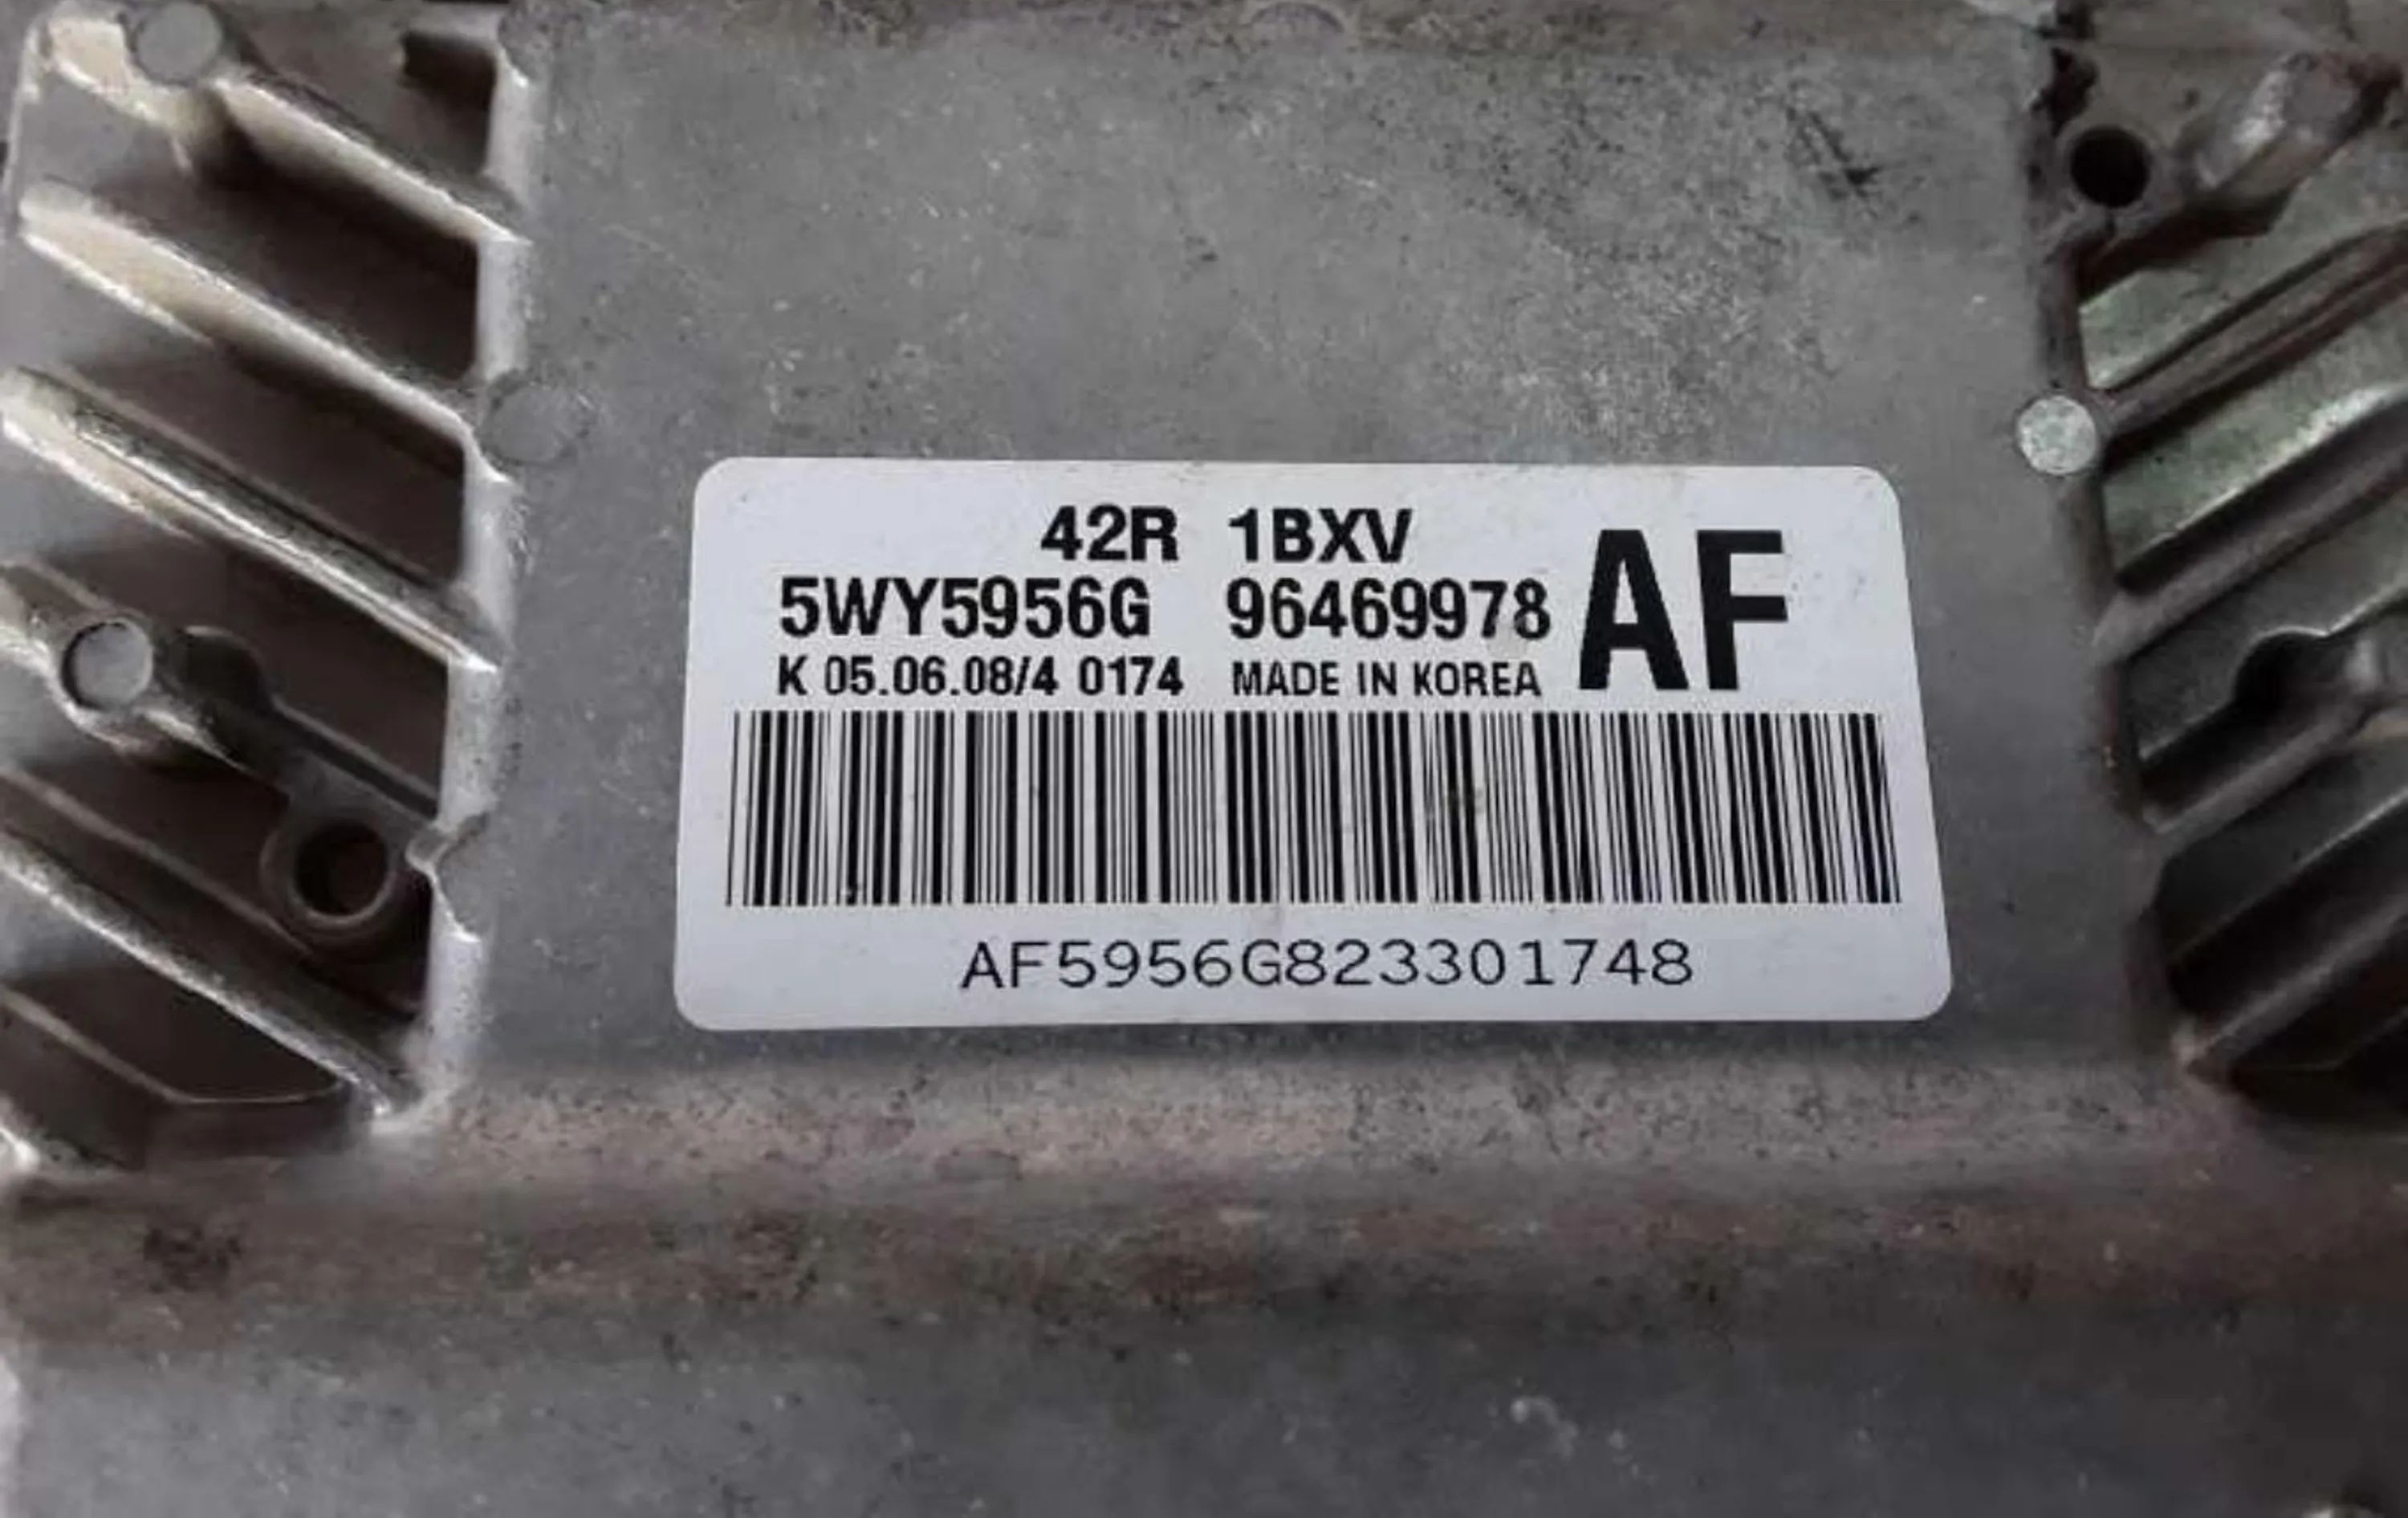 42R 1BXV
5WY5956G 96469978 AF
K 05.06.08/4 0174 MADE IN KOREA
AF5956G823301748